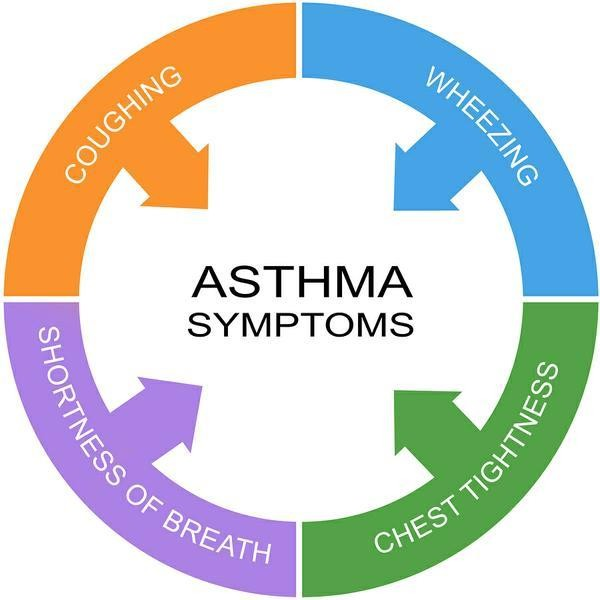 COUGHING
WHEEZING
ASTHMA
SYMPTOMS
SHORTNESS OF BREATH
CHEST TIGHTNESS